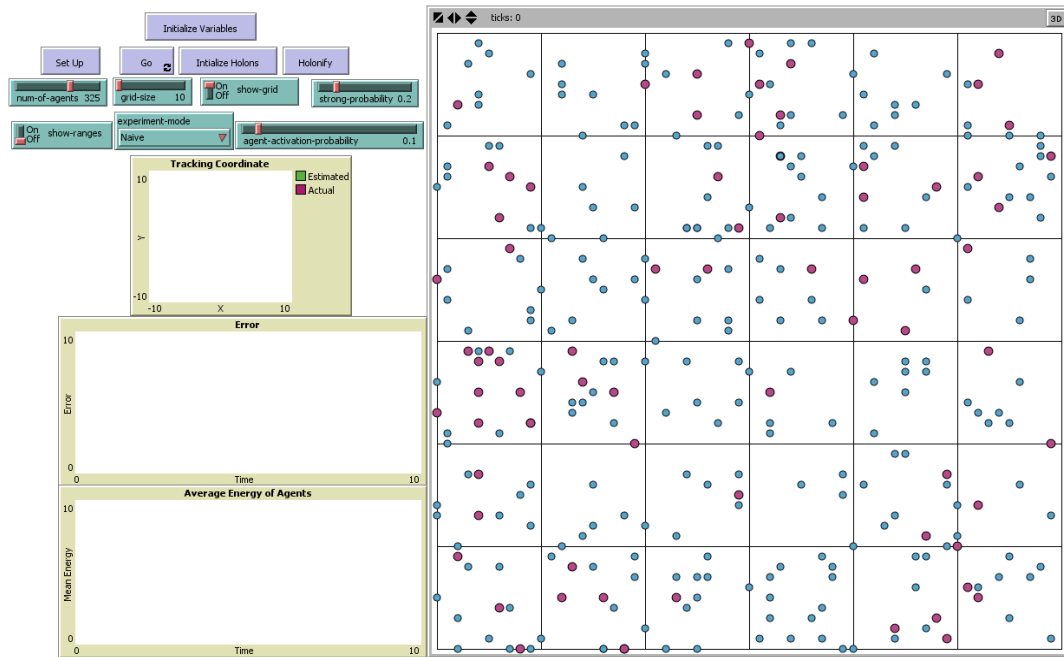 Initialize Variables
ticks: 0
3D
Set Up
Go
Intialize Holons
Holonify
num-of-agents 325
grid-size 10
On
Off
show-grid
strong-probability 0.2
On
Off
show-ranges
experiment-mode
Naive
agent-activation-probability 0.1
Tracking Coordinate
10
Y
-10
-10
X
10
Estimated
Actual
Error
10
Error
0
0
Time
10
Average Energy of Agents
10
Mean Energy
0
0
Time
10